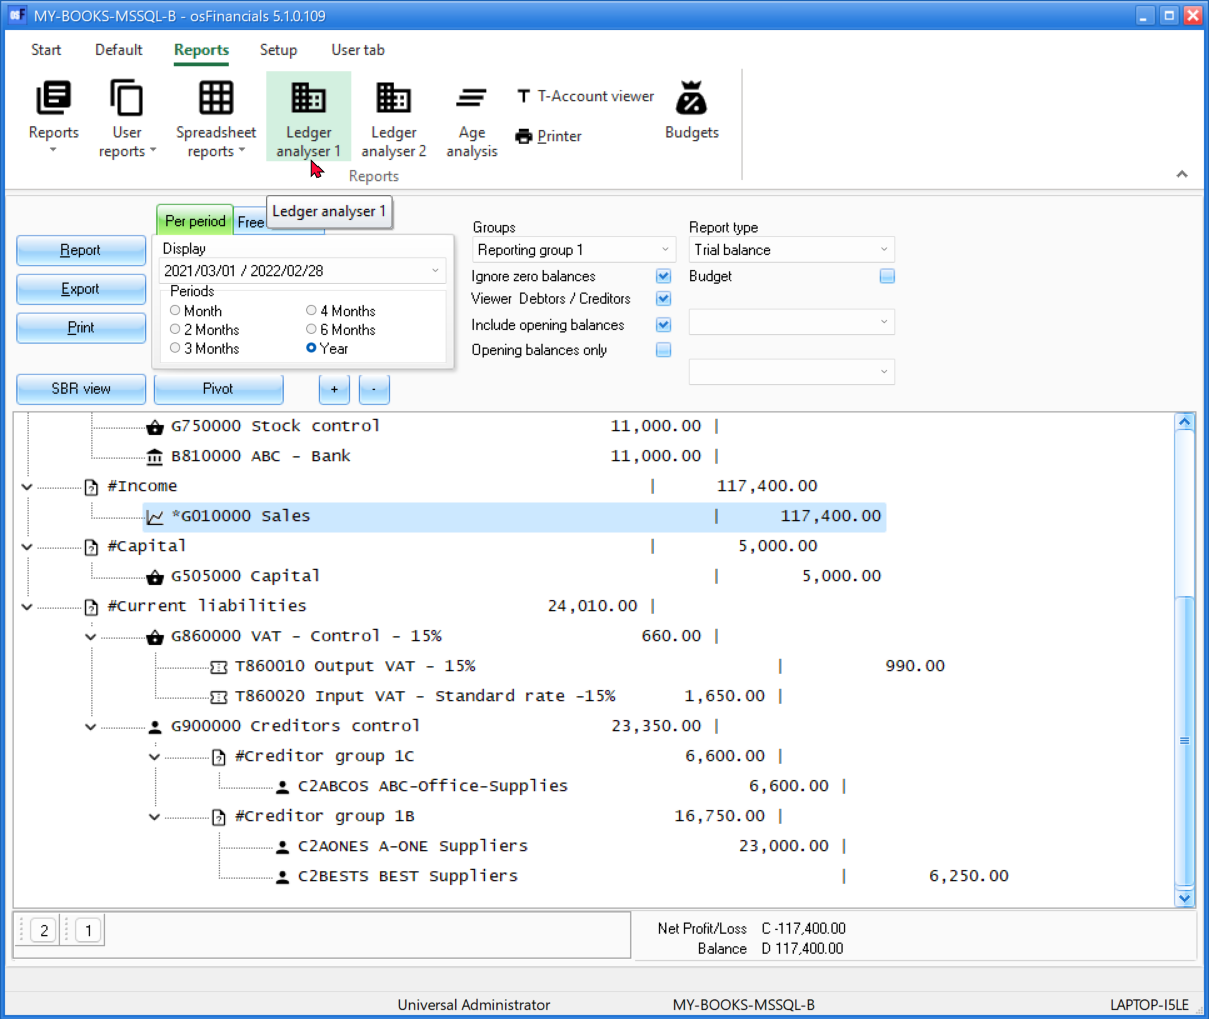 MY-BOOKS-MSSQL-B - osFinancials 5.1.0.109
Start Default Reports Setup User tab
Reports
User reports
Spreadsheet reports
Ledger analyser 1
Ledger analyser 2
Age analysis
T-Account viewer
Printer
Budgets
Reports
Ledger analyser 1
Per period Free
Report
Export
Print
Display
2021/03/01 / 2022/02/28
Periods
Month 4 Months
2 Months 6 Months
3 Months Year
Groups
Reporting group 1
Ignore zero balances
Viewer Debtors / Creditors
Include opening balances
Opening balances only
Report type
Trial balance
Budget
SBR view Pivot + -
G750000 Stock control 11,000.00 |
B810000 ABC - Bank 11,000.00 |
#Income | 117,400.00
*G010000 Sales | 117,400.00
#Capital | 5,000.00
G505000 Capital | 5,000.00
#Current liabilities 24,010.00 |
G860000 VAT - Control - 15% 660.00 |
T860010 Output VAT - 15% | 990.00
T860020 Input VAT - Standard rate -15% 1,650.00 |
G900000 Creditors control 23,350.00 |
#Creditor group 1C 6,600.00 |
C2ABCOS ABC-Office-Supplies 6,600.00 |
#Creditor group 1B 16,750.00 |
C2AONES A-ONE Suppliers 23,000.00 |
C2BESTS BEST Suppliers | 6,250.00
2 1
Net Profit/Loss C -117,400.00
Balance D 117,400.00
Universal Administrator MY-BOOKS-MSSQL-B LAPTOP-I5LE